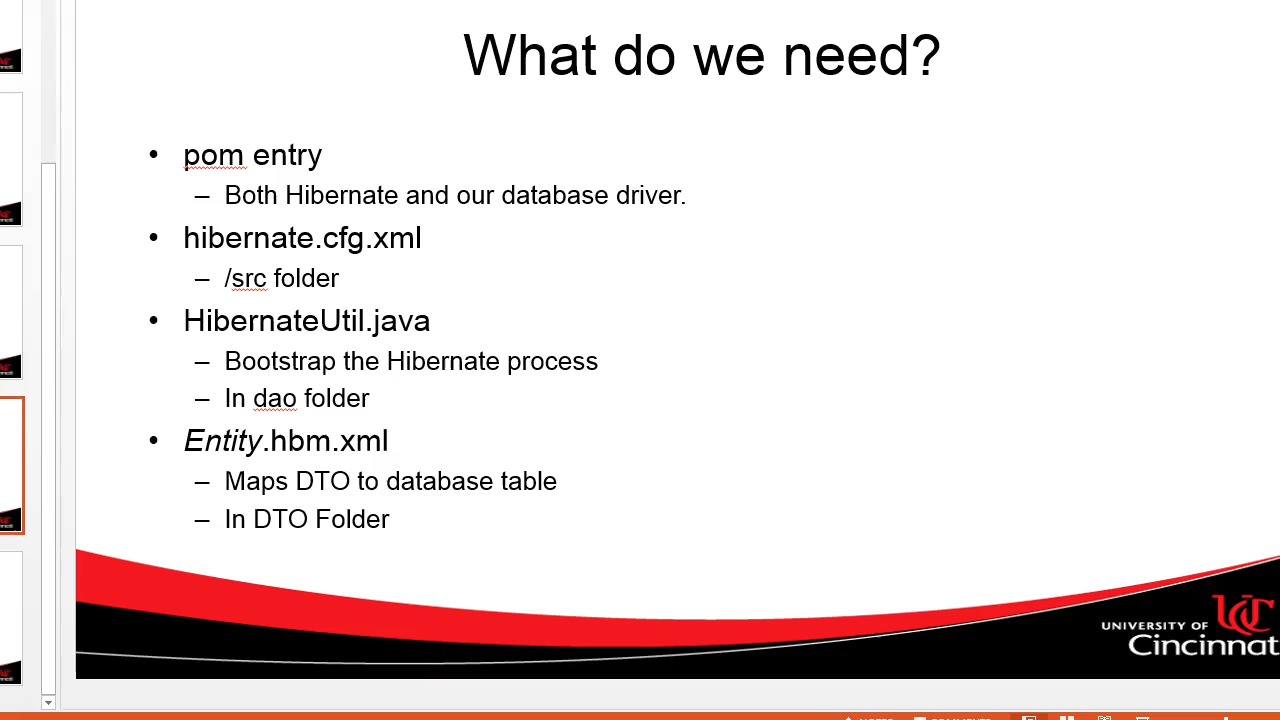 What do we need?
• pom entry
– Both Hibernate and our database driver.
• hibernate.cfg.xml
– /src folder
• HibernateUtil.java
– Bootstrap the Hibernate process
– In dao folder
• Entity.hbm.xml
– Maps DTO to database table
– In DTO Folder
UC
UNIVERSITY OF
Cincinnat